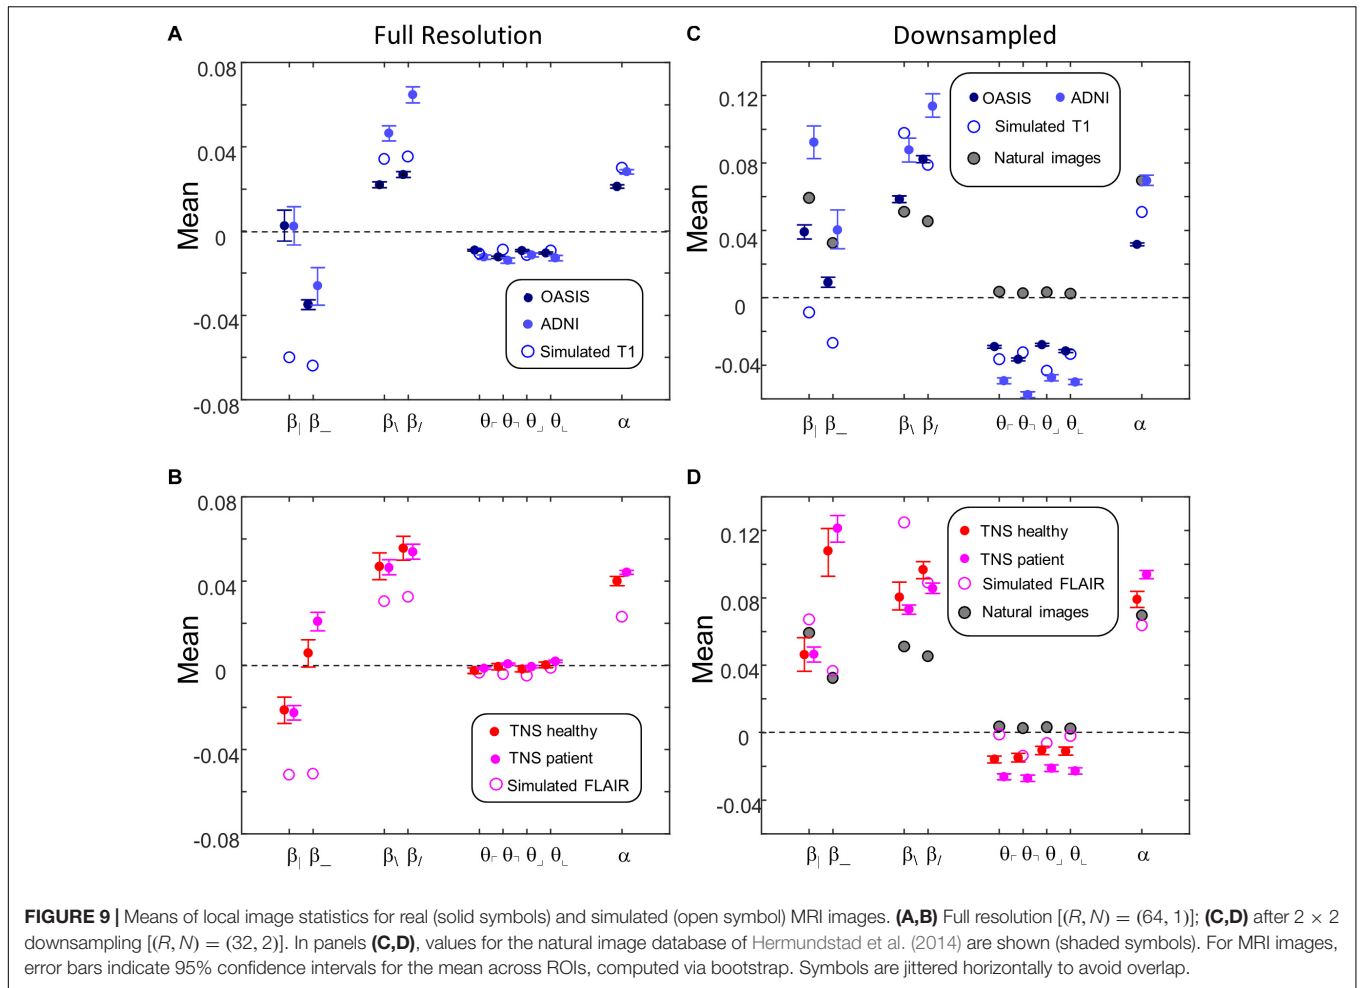 A
Full Resolution
0.08
0.04
0
-0.04
-0.08
Mean
OASIS
ADNI
Simulated T1
β| β_ β\ β/ θ⌜ θ⌝ θ⌟ θ⌞ α
C
Downsampled
0.12
0.08
0.04
0
-0.04
Mean
OASIS ADNI
Simulated T1
Natural images
β| β_ β\ β/ θ⌜ θ⌝ θ⌟ θ⌞ α
B
0.08
0.04
0
-0.04
-0.08
Mean
TNS healthy
TNS patient
Simulated FLAIR
β| β_ β\ β/ θ⌜ θ⌝ θ⌟ θ⌞ α
D
0.12
0.08
0.04
0
-0.04
Mean
TNS healthy
TNS patient
Simulated FLAIR
Natural images
β| β_ β\ β/ θ⌜ θ⌝ θ⌟ θ⌞ α
FIGURE 9 | Means of local image statistics for real (solid symbols) and simulated (open symbol) MRI images. (A,B) Full resolution [(R, N) = (64, 1)]; (C,D) after 2 × 2
downsampling [(R, N) = (32, 2)]. In panels (C,D), values for the natural image database of Hermundstad et al. (2014) are shown (shaded symbols). For MRI images,
error bars indicate 95% confidence intervals for the mean across ROIs, computed via bootstrap. Symbols are jittered horizontally to avoid overlap.